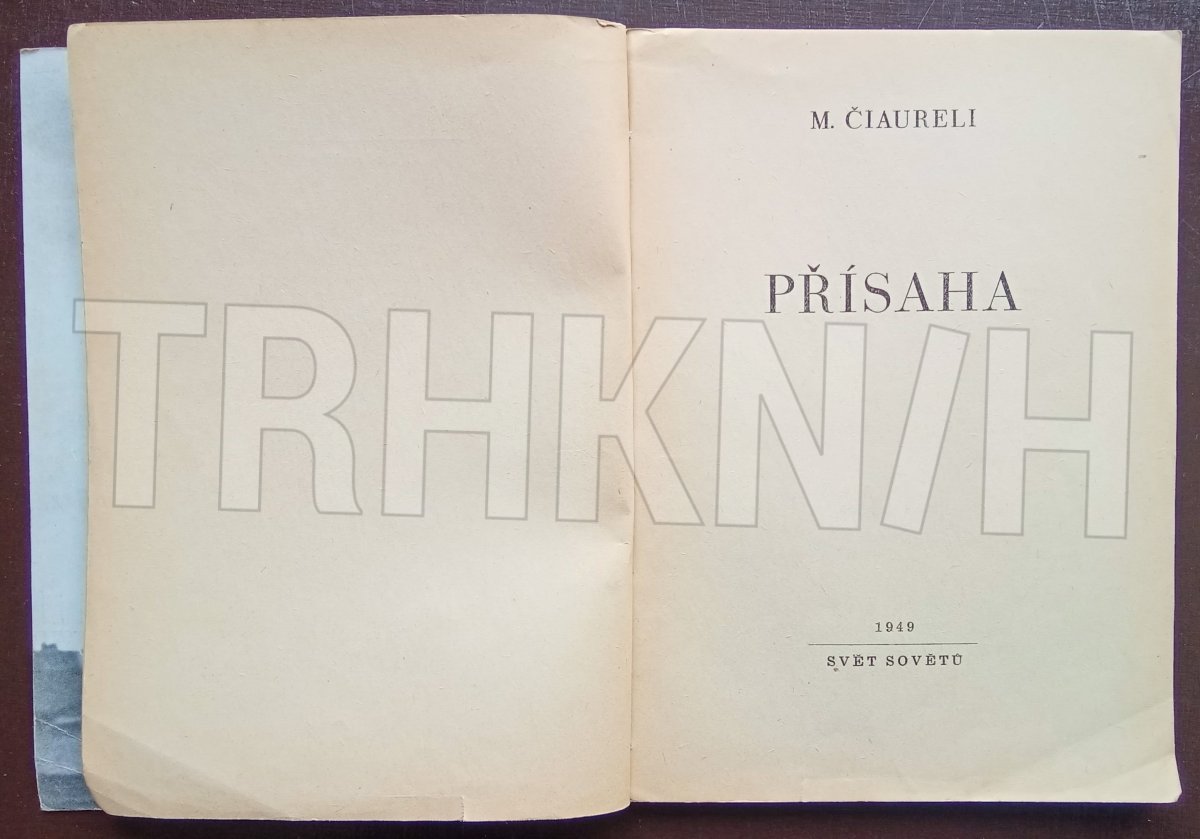 M. ČIAURELI
PŘÍSAHA
TRHKNIH
1949
SVĚT SOVĚTŮ